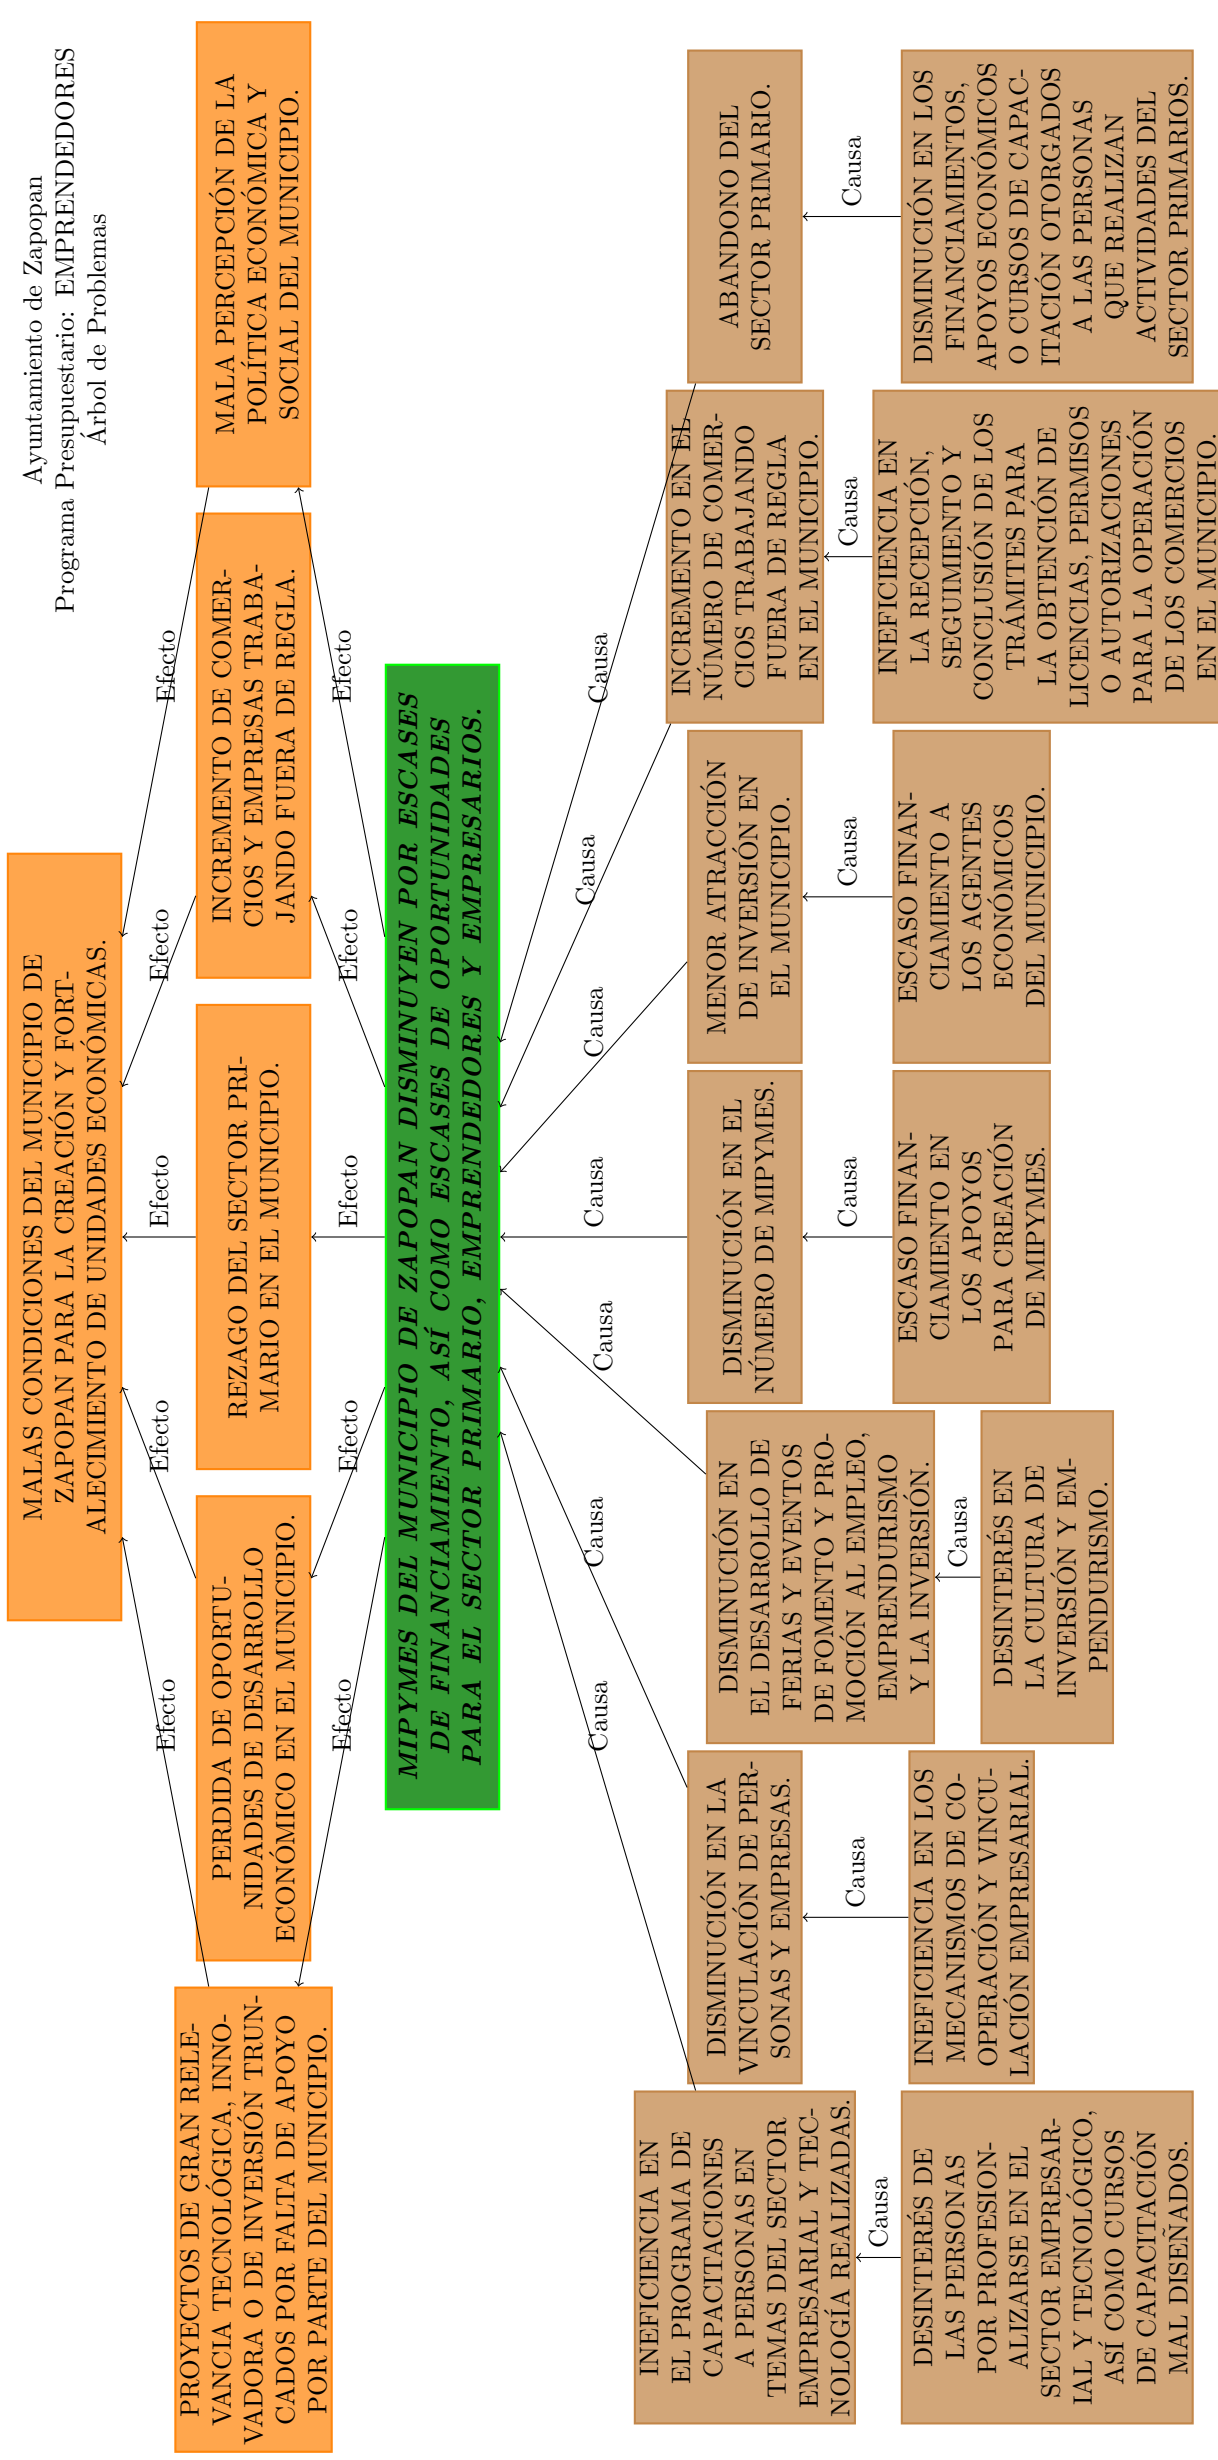 Ayuntamiento de Zapopan
Programa Presupuestario: EMPRENDEDORES
Árbol de Problemas
MALAS CONDICIONES DEL MUNICIPIO DE
ZAPOPAN PARA LA CREACIÓN Y FORT-
ALECIMIENTO DE UNIDADES ECONÓMICAS.
Efecto
Efecto
Efecto
Efecto
Efecto
PROYECTOS DE GRAN RELE-
VANCIA TECNOLÓGICA, INNO-
VADORA O DE INVERSIÓN TRUN-
CADOS POR FALTA DE APOYO
POR PARTE DEL MUNICIPIO.
PERDIDA DE OPORTU-
NIDADES DE DESARROLLO
ECONÓMICO EN EL MUNICIPIO.
REZAGO DEL SECTOR PRI-
MARIO EN EL MUNICIPIO.
INCREMENTO DE COMER-
CIOS Y EMPRESAS TRABA-
JANDO FUERA DE REGLA.
MALA PERCEPCIÓN DE LA
POLÍTICA ECONÓMICA Y
SOCIAL DEL MUNICIPIO.
Efecto
Efecto
Efecto
Efecto
Efecto
MIPYMES DEL MUNICIPIO DE ZAPOPAN DISMINUYEN POR ESCASES
DE FINANCIAMIENTO, ASÍ COMO ESCASES DE OPORTUNIDADES
PARA EL SECTOR PRIMARIO, EMPRENDEDORES Y EMPRESARIOS.
Causa
Causa
Causa
Causa
Causa
Causa
Causa
INEFICIENCIA EN
EL PROGRAMA DE
CAPACITACIONES
A PERSONAS EN
TEMAS DEL SECTOR
EMPRESARIAL Y TEC-
NOLOGÍA REALIZADAS.
DISMINUCIÓN EN LA
VINCULACIÓN DE PER-
SONAS Y EMPRESAS.
DISMINUCIÓN EN
EL DESARROLLO DE
FERIAS Y EVENTOS
DE FOMENTO Y PRO-
MOCIÓN AL EMPLEO,
EMPRENDURISMO
Y LA INVERSIÓN.
DISMINUCIÓN EN EL
NÚMERO DE MIPYMES.
MENOR ATRACCIÓN
DE INVERSIÓN EN
EL MUNICIPIO.
INCREMENTO EN EL
NÚMERO DE COMER-
CIOS TRABAJANDO
FUERA DE REGLA
EN EL MUNICIPIO.
ABANDONO DEL
SECTOR PRIMARIO.
Causa
Causa
Causa
Causa
Causa
Causa
Causa
DESINTERÉS DE
LAS PERSONAS
POR PROFESION-
ALIZARSE EN EL
SECTOR EMPRESAR-
IAL Y TECNOLÓGICO,
ASÍ COMO CURSOS
DE CAPACITACIÓN
MAL DISEÑADOS.
INEFICIENCIA EN LOS
MECANISMOS DE CO-
OPERACIÓN Y VINCU-
LACIÓN EMPRESARIAL.
DESINTERÉS EN
LA CULTURA DE
INVERSIÓN Y EM-
PENDURISMO.
ESCASO FINAN-
CIAMIENTO EN
LOS APOYOS
PARA CREACIÓN
DE MIPYMES.
ESCASO FINAN-
CIAMIENTO A
LOS AGENTES
ECONÓMICOS
DEL MUNICIPIO.
INEFICIENCIA EN
LA RECEPCIÓN,
SEGUIMIENTO Y
CONCLUSIÓN DE LOS
TRÁMITES PARA
LA OBTENCIÓN DE
LICENCIAS, PERMISOS
O AUTORIZACIONES
PARA LA OPERACIÓN
DE LOS COMERCIOS
EN EL MUNICIPIO.
DISMINUCIÓN EN LOS
FINANCIAMIENTOS,
APOYOS ECONÓMICOS
O CURSOS DE CAPAC-
ITACIÓN OTORGADOS
A LAS PERSONAS
QUE REALIZAN
ACTIVIDADES DEL
SECTOR PRIMARIOS.